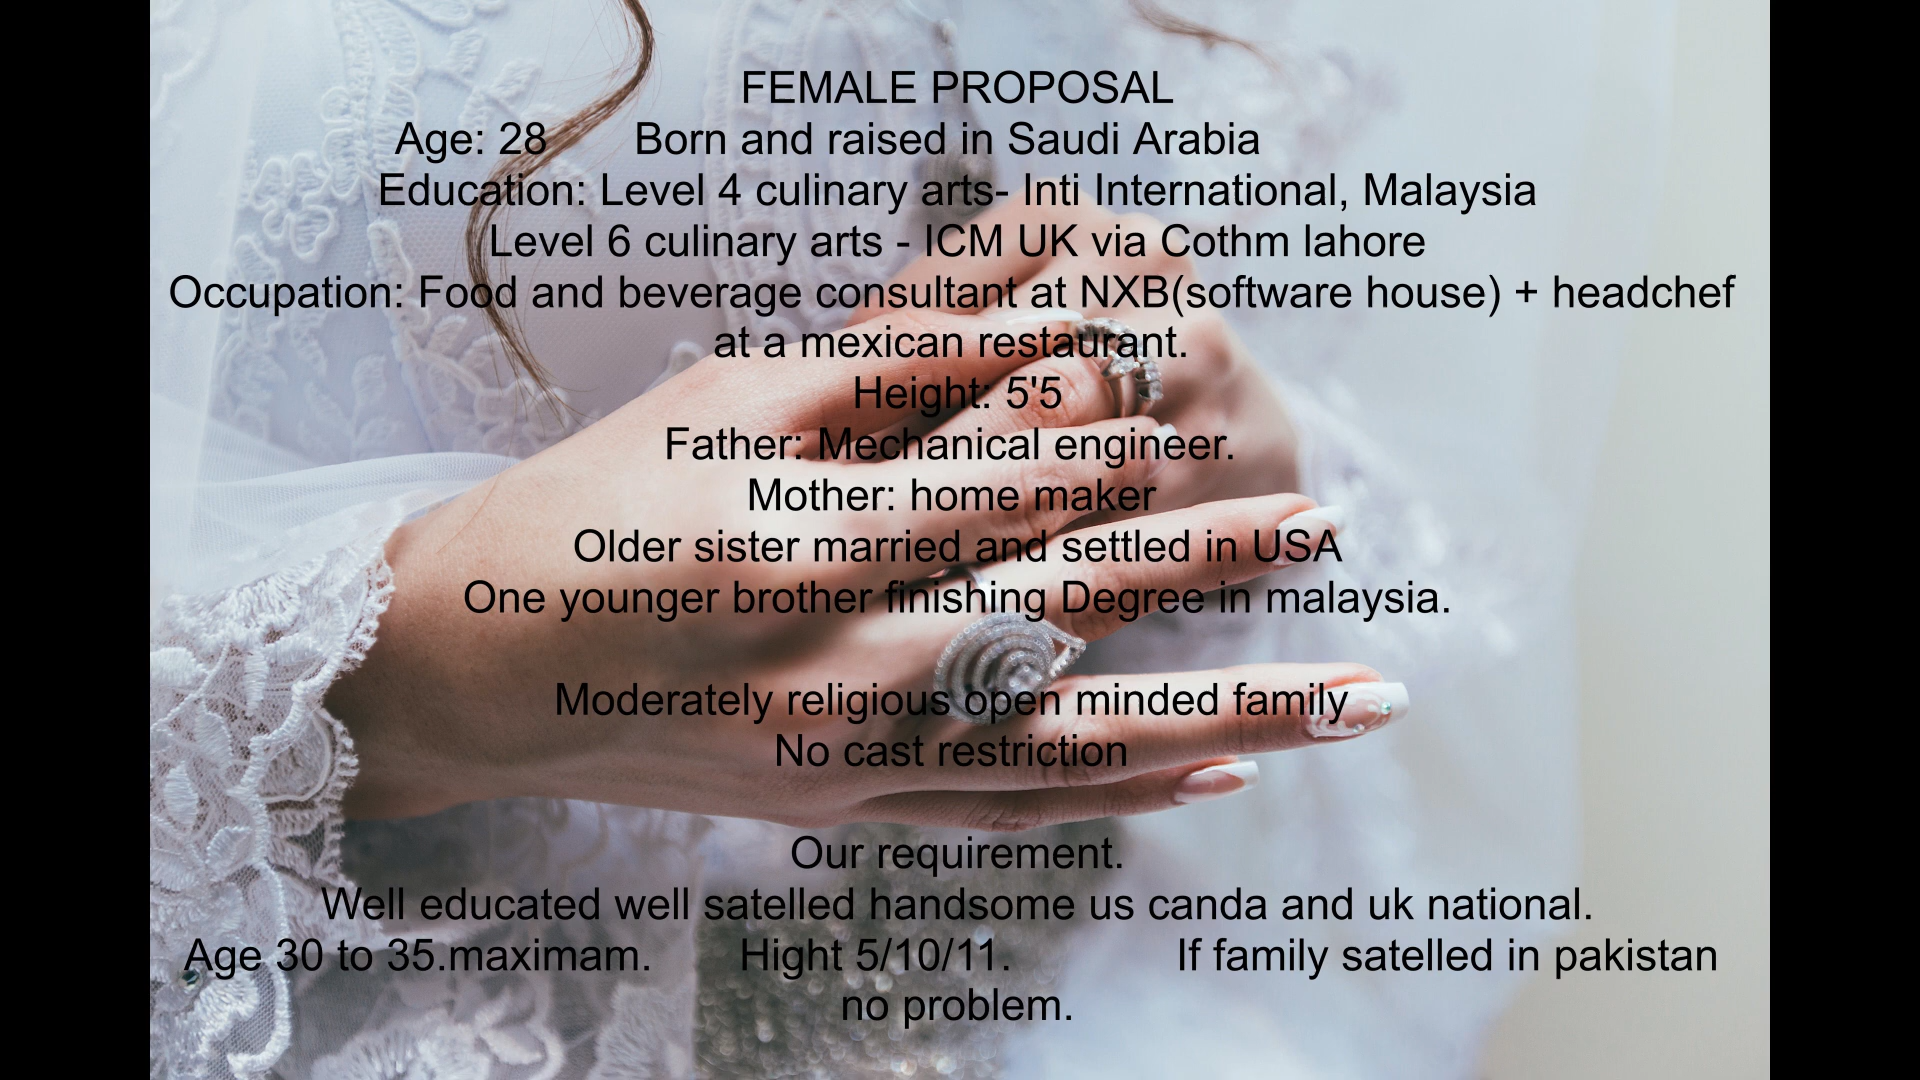 FEMALE PROPOSAL
Age: 28 Born and raised in Saudi Arabia
Education: Level 4 culinary arts- Inti International, Malaysia
Level 6 culinary arts - ICM UK via Cothm lahore
Occupation: Food and beverage consultant at NXB(software house) + headchef
at a mexican restaurant.
Height: 5'5
Father: Mechanical engineer.
Mother: home maker
Older sister married and settled in USA
One younger brother finishing Degree in malaysia.
Moderately religious open minded family
No cast restriction
Our requirement.
Well educated well satelled handsome us canda and uk national.
Age 30 to 35.maximam. Hight 5/10/11. If family satelled in pakistan
no problem.